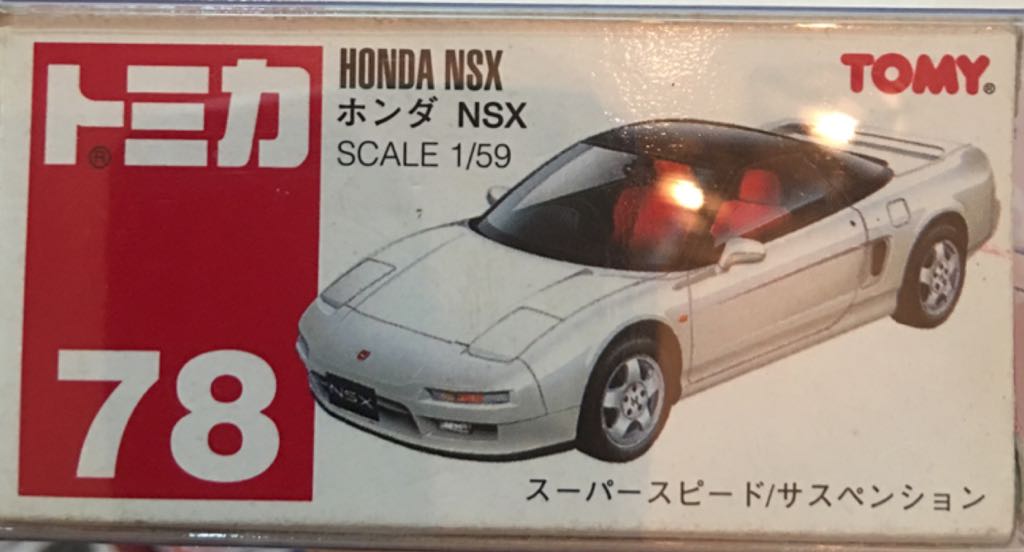 トミカ®
HONDA NSX
ホンダ NSX
SCALE 1/59
TOMY®
78
NSX
スーパースピード/サスペンション